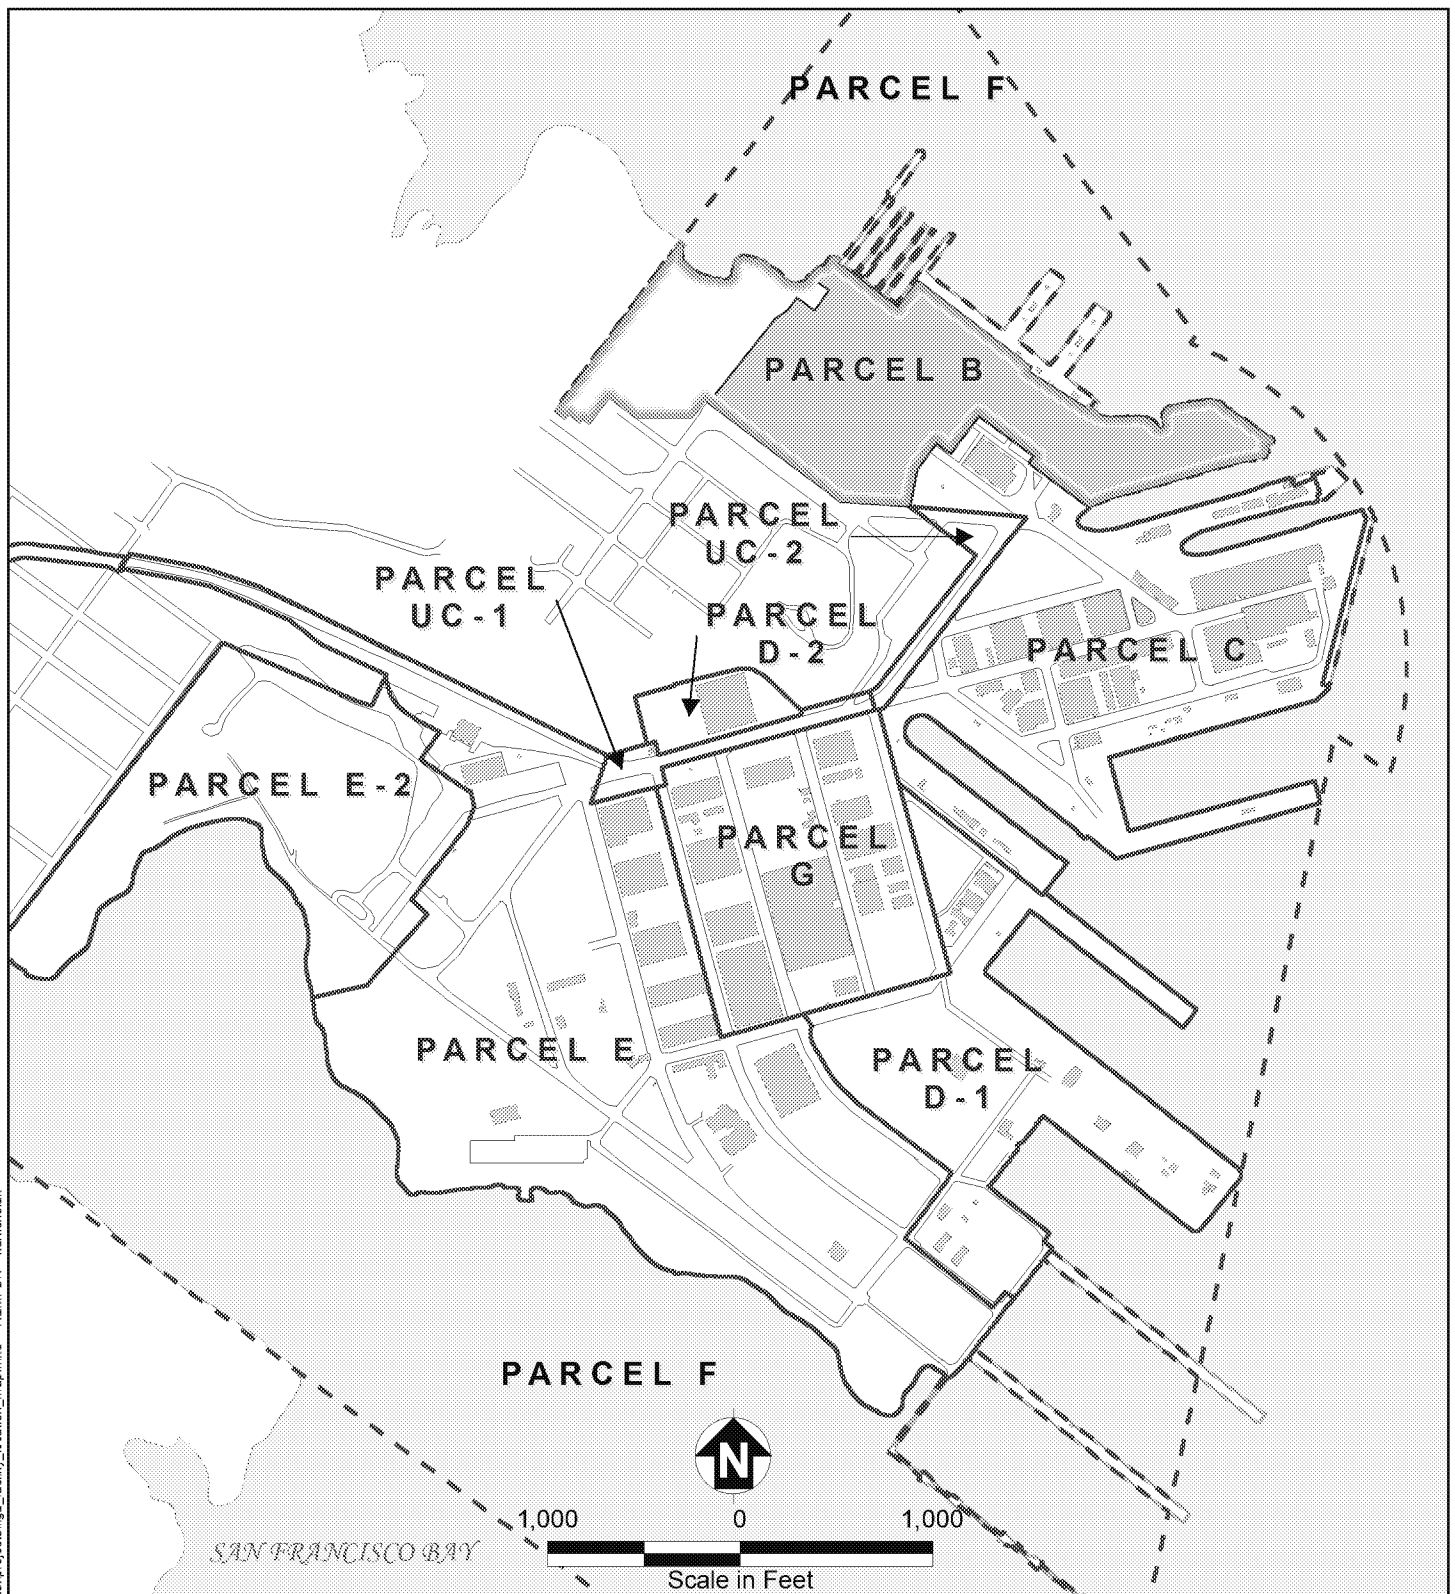 PARCEL F
PARCEL B
PARCEL
UC-2
PARCEL
UC-1
PARCEL
D-2
PARCEL C
PARCEL E-2
PARCEL
G
PARCEL E
PARCEL
D-1
PARCEL F
N
1,000 0 1,000
SAN FRANCISCO BAY
Scale in Feet